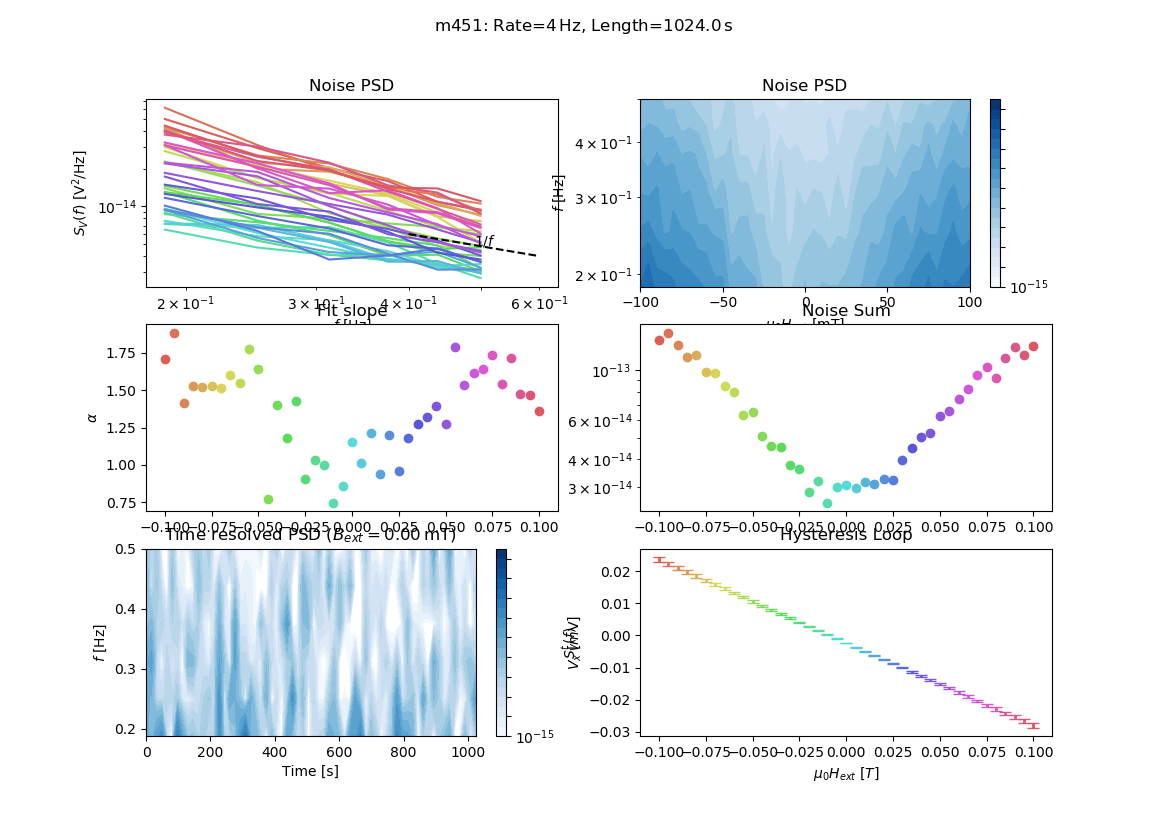 m451: Rate=4 Hz, Length=1024.0 s
Noise PSD
S_V(f) [V²/Hz]
10⁻¹⁴
1/f
2 × 10⁻¹ 3 × 10⁻¹ 4 × 10⁻¹ 6 × 10⁻¹
f [Hz]
Noise PSD
f [Hz]
4 × 10⁻¹
3 × 10⁻¹
2 × 10⁻¹
−100 −50 0 50 100
10⁻¹⁵
Fit slope
α
1.75
1.50
1.25
1.00
0.75
−0.100 −0.075 −0.050 −0.025 0.000 0.025 0.050 0.075 0.100
Noise Sum
10⁻¹³
6 × 10⁻¹⁴
4 × 10⁻¹⁴
3 × 10⁻¹⁴
−0.100 −0.075 −0.050 −0.025 0.000 0.025 0.050 0.075 0.100
Time resolved PSD (B_ext = 0.00 mT)
f [Hz]
0.5
0.4
0.3
0.2
0 200 400 600 800 1000
Time [s]
10⁻¹⁵
Hysteresis Loop
0.02
0.01
0.00
−0.01
−0.02
−0.03
−0.100 −0.075 −0.050 −0.025 0.000 0.025 0.050 0.075 0.100
μ₀H_ext [T]